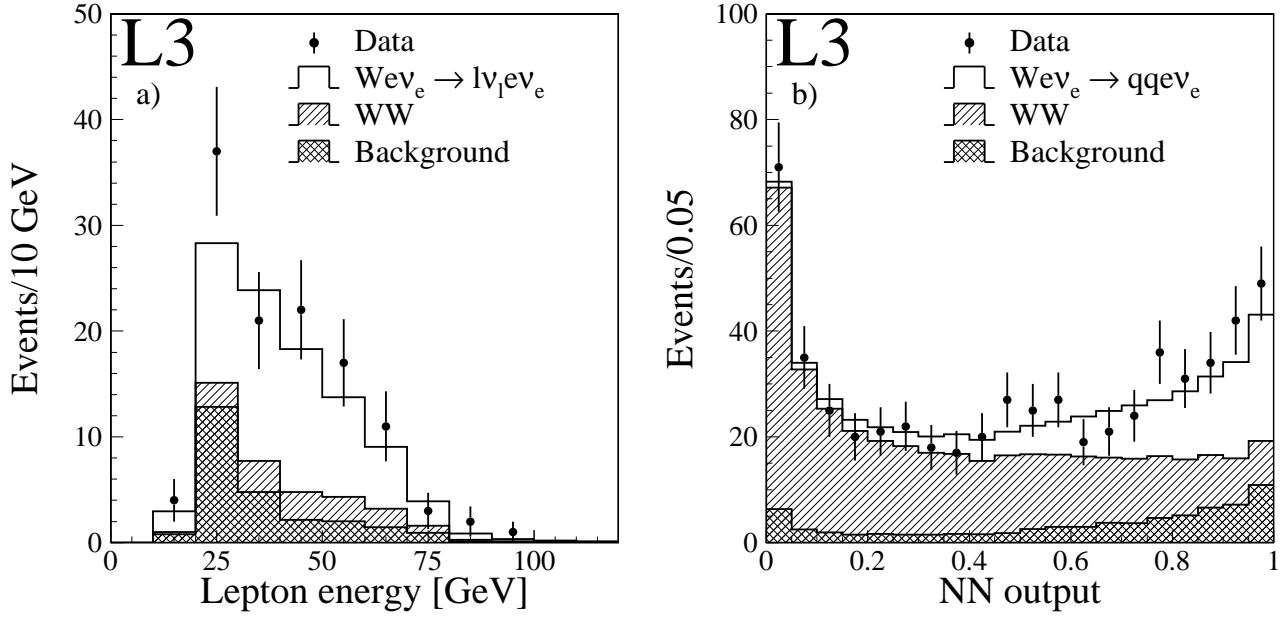 L3
a)
Data
Weνe → lνleνe
WW
Background
Events/10 GeV
50
40
30
20
10
0
0 25 50 75 100
Lepton energy [GeV]
L3
b)
Data
Weνe → qqeνe
WW
Background
Events/0.05
100
80
60
40
20
0
0 0.2 0.4 0.6 0.8 1
NN output